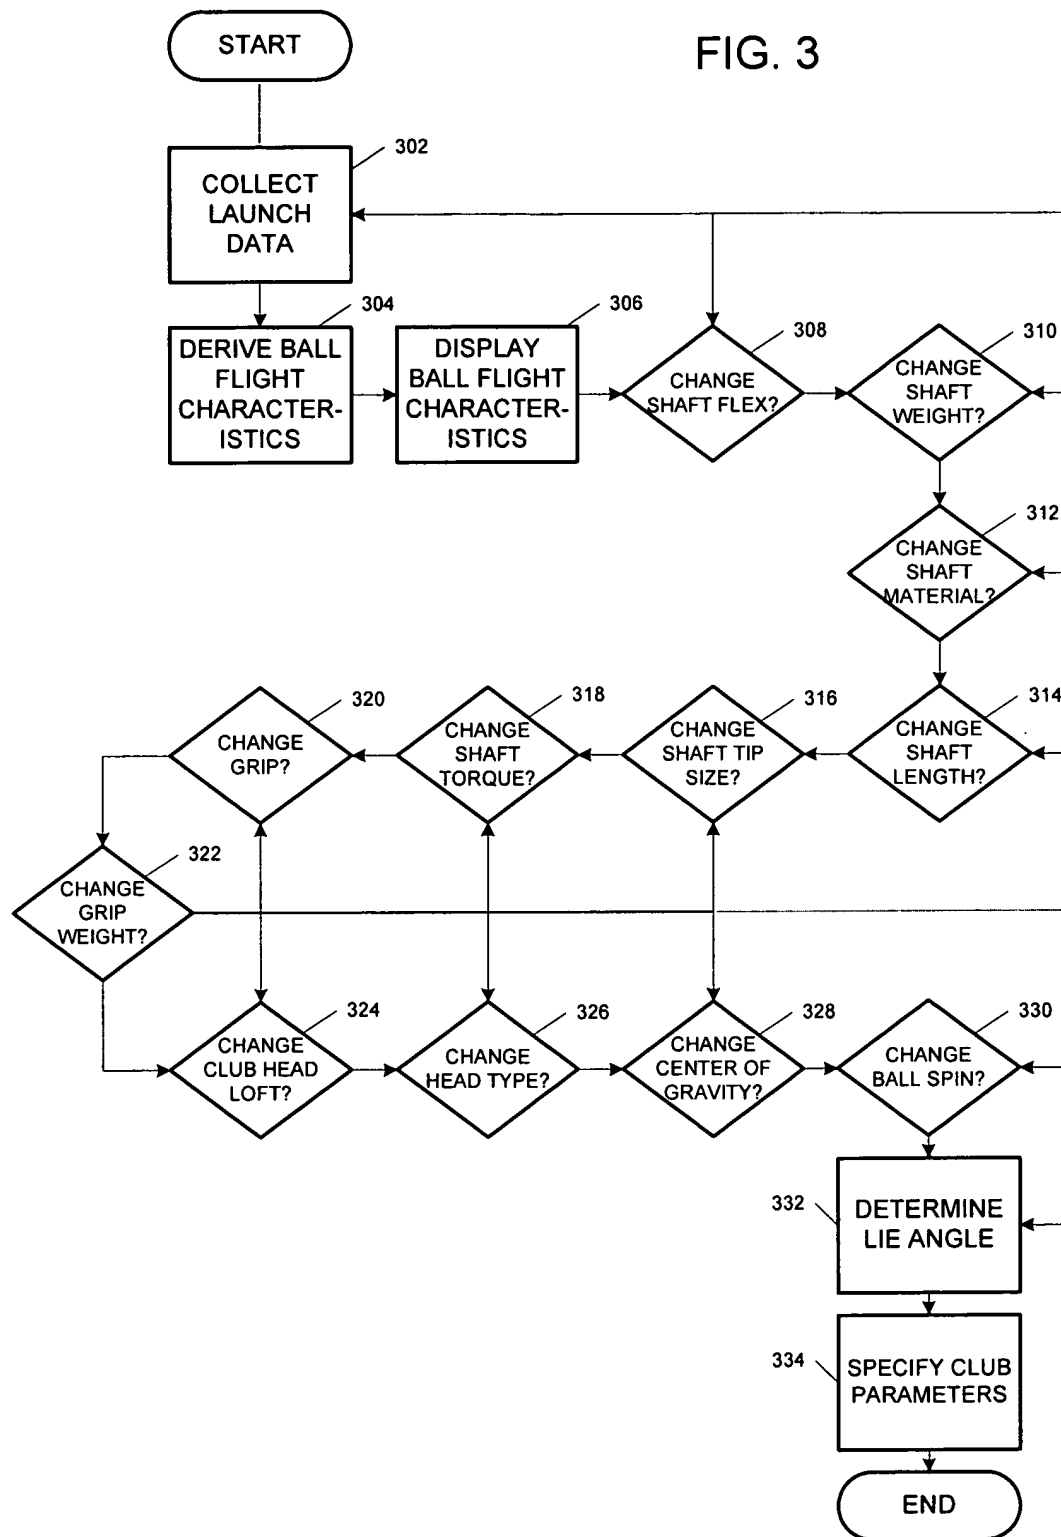 START
FIG. 3
302
COLLECT
LAUNCH
DATA
304
DERIVE BALL
FLIGHT
CHARACTER-
ISTICS
306
DISPLAY
BALL FLIGHT
CHARACTER-
ISTICS
308
CHANGE
SHAFT FLEX?
310
CHANGE
SHAFT
WEIGHT?
312
CHANGE
SHAFT
MATERIAL?
320
CHANGE
GRIP?
318
CHANGE
SHAFT
TORQUE?
316
CHANGE
SHAFT TIP
SIZE?
314
CHANGE
SHAFT
LENGTH?
322
CHANGE
GRIP
WEIGHT?
324
CHANGE
CLUB HEAD
LOFT?
326
CHANGE
HEAD TYPE?
328
CHANGE
CENTER OF
GRAVITY?
330
CHANGE
BALL SPIN?
332
DETERMINE
LIE ANGLE
334
SPECIFY CLUB
PARAMETERS
END